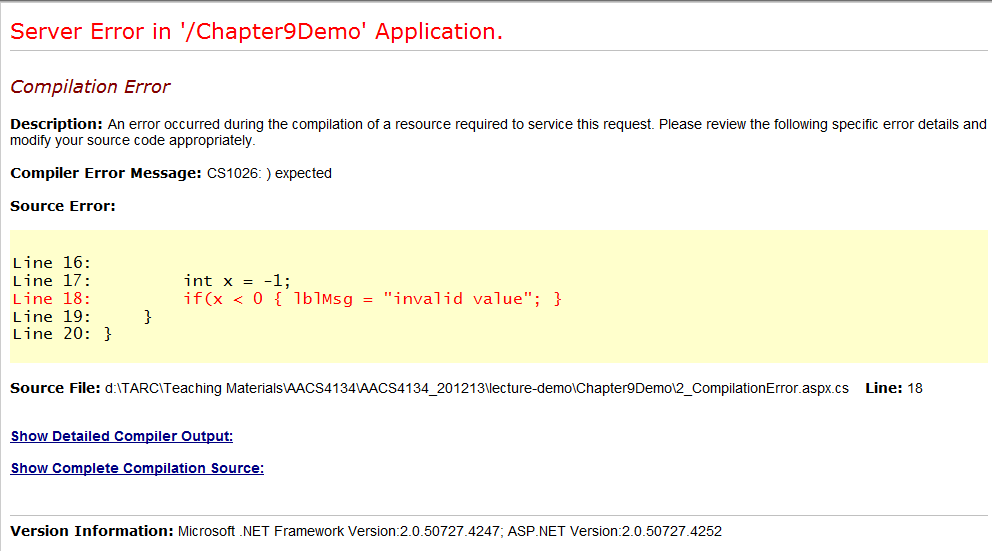 Server Error in '/Chapter9Demo' Application.
Compilation Error
Description: An error occurred during the compilation of a resource required to service this request. Please review the following specific error details and
modify your source code appropriately.
Compiler Error Message: CS1026: ) expected
Source Error:
Line 16:
Line 17:         int x = -1;
Line 18:         if(x < 0 { lblMsg = "invalid value"; }
Line 19:     }
Line 20: }
Source File: d:\TARC\Teaching Materials\AACS4134\AACS4134_201213\lecture-demo\Chapter9Demo\2_CompilationError.aspx.cs    Line: 18
Show Detailed Compiler Output:
Show Complete Compilation Source:
Version Information: Microsoft .NET Framework Version:2.0.50727.4247; ASP.NET Version:2.0.50727.4252